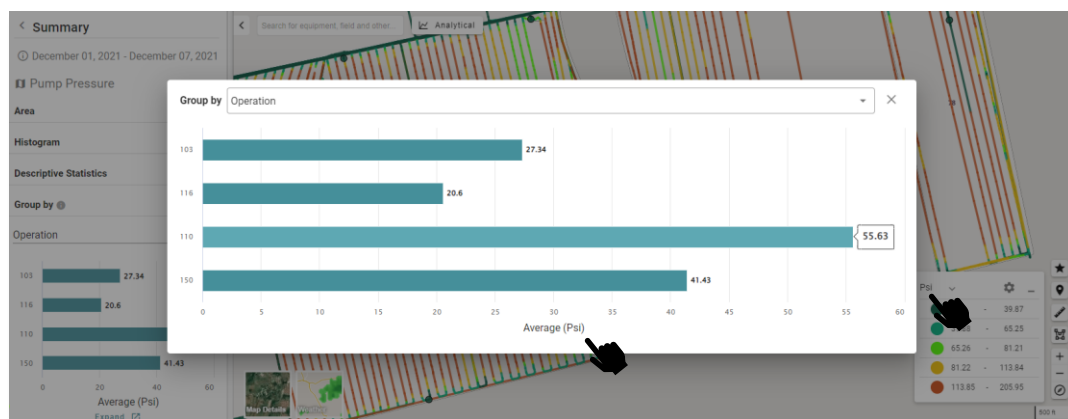 Summary
Search for equipment, field and other...
Analytical
December 01, 2021 - December 07, 2021
Pump Pressure
Area
Histogram
Descriptive Statistics
Group by
Operation
103
27.34
116
20.6
110
150
41.43
0 20 40 60
Average (Psi)
Expand
Group by Operation
103 27.34
116 20.6
110 55.63
150 41.43
0 5 10 15 20 25 30 35 40 45 50 55 60
Average (Psi)
Psi
- 39.87
- 65.25
65.26 - 81.21
81.22 - 113.84
113.85 - 205.95
Map Details
500 ft